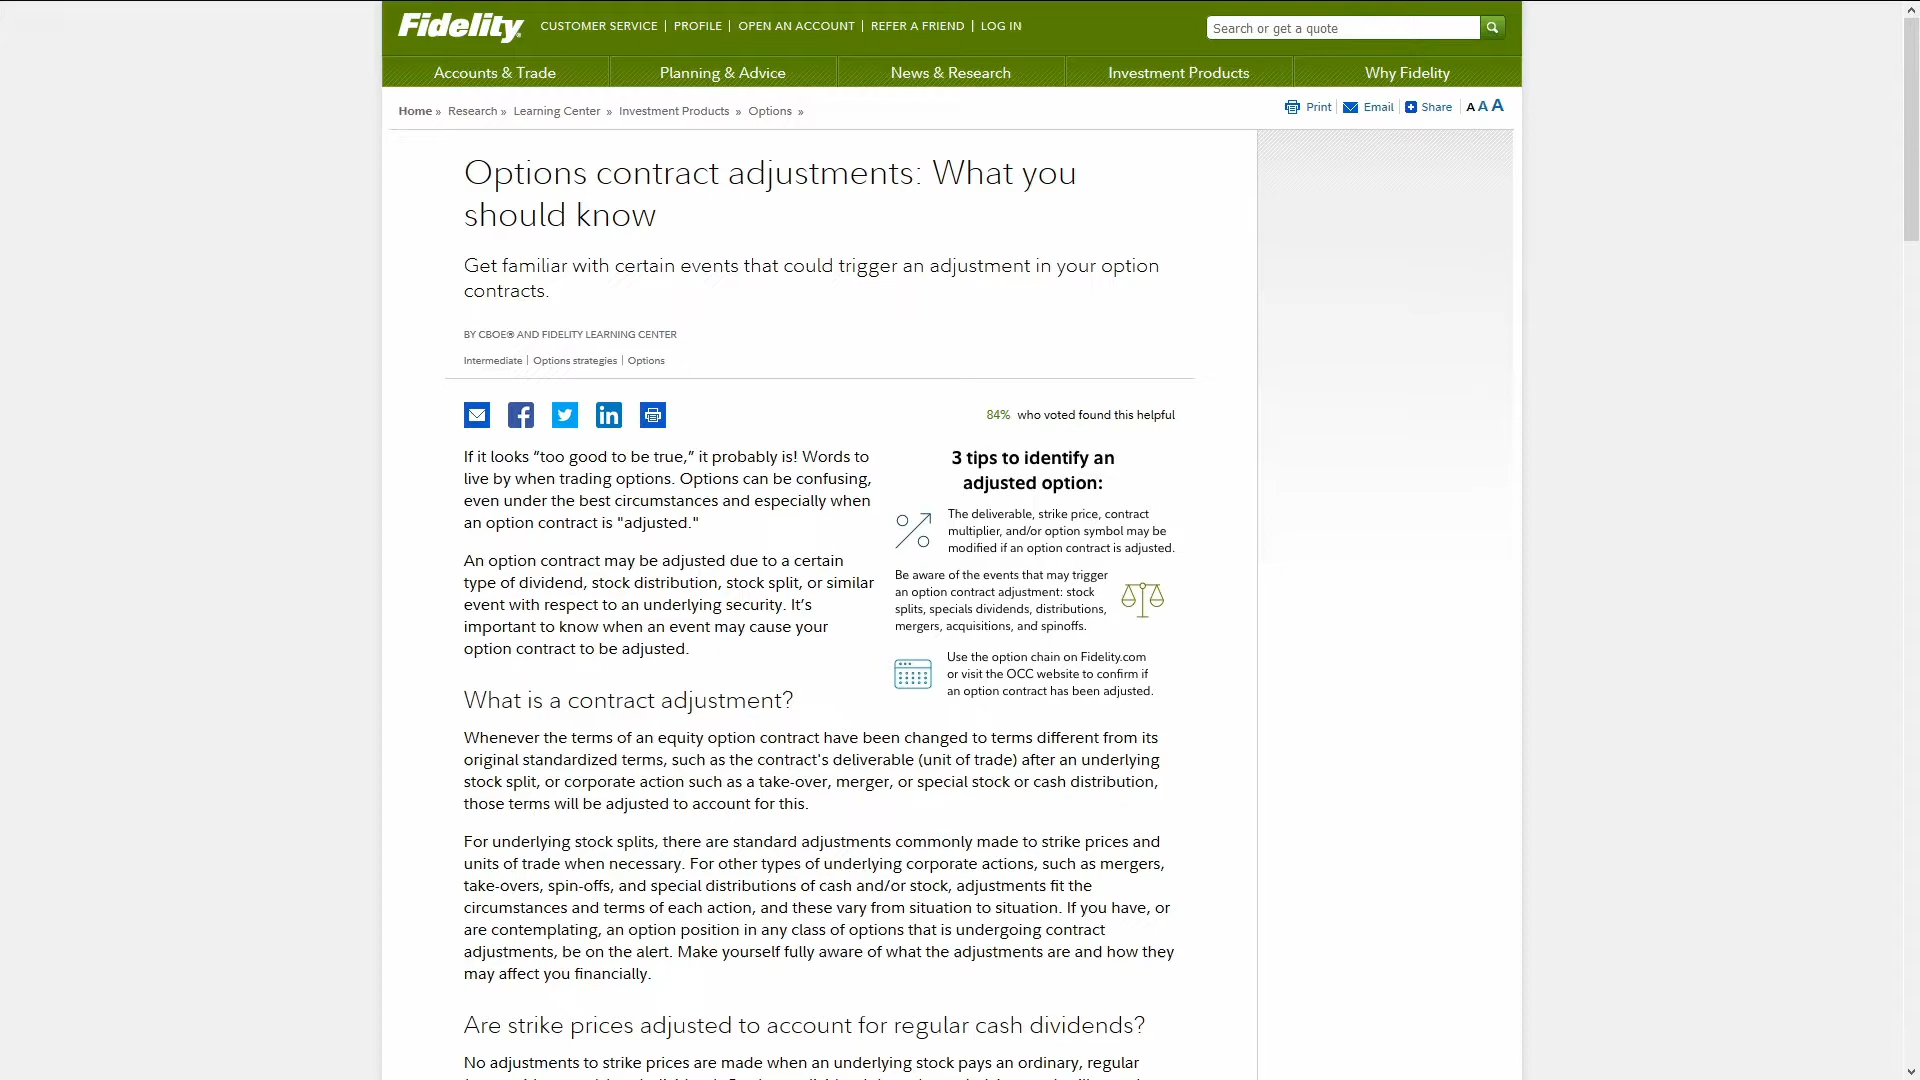 Fidelity
CUSTOMER SERVICE | PROFILE | OPEN AN ACCOUNT | REFER A FRIEND | LOG IN
Search or get a quote
Accounts & Trade
Planning & Advice
News & Research
Investment Products
Why Fidelity
Home » Research » Learning Center » Investment Products » Options »
Print | Email | Share | A A A
Options contract adjustments: What you
should know
Get familiar with certain events that could trigger an adjustment in your option
contracts.
BY CBOE® AND FIDELITY LEARNING CENTER
Intermediate | Options strategies | Options
84% who voted found this helpful
If it looks “too good to be true,” it probably is! Words to
live by when trading options. Options can be confusing,
even under the best circumstances and especially when
an option contract is "adjusted."
An option contract may be adjusted due to a certain
type of dividend, stock distribution, stock split, or similar
event with respect to an underlying security. It’s
important to know when an event may cause your
option contract to be adjusted.
3 tips to identify an
adjusted option:
The deliverable, strike price, contract
multiplier, and/or option symbol may be
modified if an option contract is adjusted.
Be aware of the events that may trigger
an option contract adjustment: stock
splits, specials dividends, distributions,
mergers, acquisitions, and spinoffs.
Use the option chain on Fidelity.com
or visit the OCC website to confirm if
an option contract has been adjusted.
What is a contract adjustment?
Whenever the terms of an equity option contract have been changed to terms different from its
original standardized terms, such as the contract's deliverable (unit of trade) after an underlying
stock split, or corporate action such as a take-over, merger, or special stock or cash distribution,
those terms will be adjusted to account for this.
For underlying stock splits, there are standard adjustments commonly made to strike prices and
units of trade when necessary. For other types of underlying corporate actions, such as mergers,
take-overs, spin-offs, and special distributions of cash and/or stock, adjustments fit the
circumstances and terms of each action, and these vary from situation to situation. If you have, or
are contemplating, an option position in any class of options that is undergoing contract
adjustments, be on the alert. Make yourself fully aware of what the adjustments are and how they
may affect you financially.
Are strike prices adjusted to account for regular cash dividends?
No adjustments to strike prices are made when an underlying stock pays an ordinary, regular